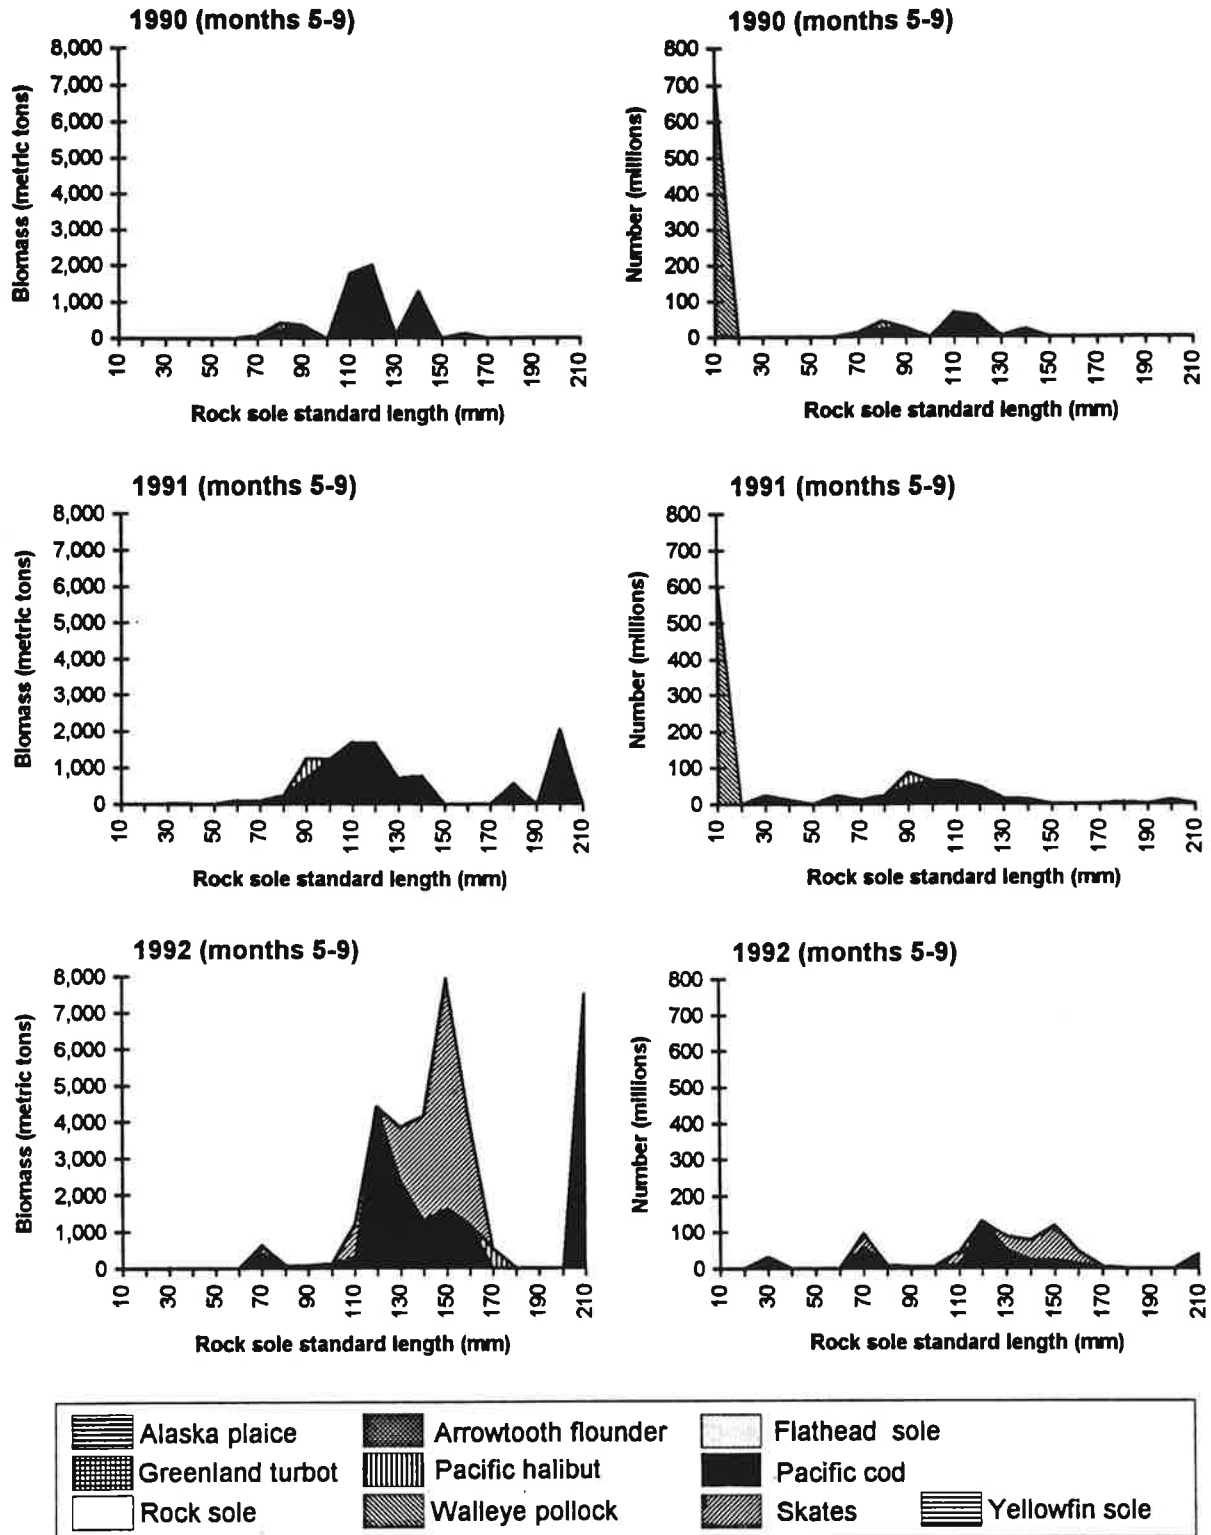 1990 (months 5-9)
8,000
7,000
6,000
5,000
4,000
3,000
2,000
1,000
0
Biomass (metric tons)
10 30 50 70 90 110 130 150 170 190 210
Rock sole standard length (mm)
1990 (months 5-9)
800
700
600
500
400
300
200
100
0
Number (millions)
10 30 50 70 90 110 130 150 170 190 210
Rock sole standard length (mm)
1991 (months 5-9)
8,000
7,000
6,000
5,000
4,000
3,000
2,000
1,000
0
Biomass (metric tons)
10 30 50 70 90 110 130 150 170 190 210
Rock sole standard length (mm)
1991 (months 5-9)
800
700
600
500
400
300
200
100
0
Number (millions)
10 30 50 70 90 110 130 150 170 190 210
Rock sole standard length (mm)
1992 (months 5-9)
8,000
7,000
6,000
5,000
4,000
3,000
2,000
1,000
0
Biomass (metric tons)
10 30 50 70 90 110 130 150 170 190 210
Rock sole standard length (mm)
1992 (months 5-9)
800
700
600
500
400
300
200
100
0
Number (millions)
10 30 50 70 90 110 130 150 170 190 210
Rock sole standard length (mm)
Alaska plaice Arrowtooth flounder Flathead sole
Greenland turbot Pacific halibut Pacific cod
Rock sole Walleye pollock Skates Yellowfin sole